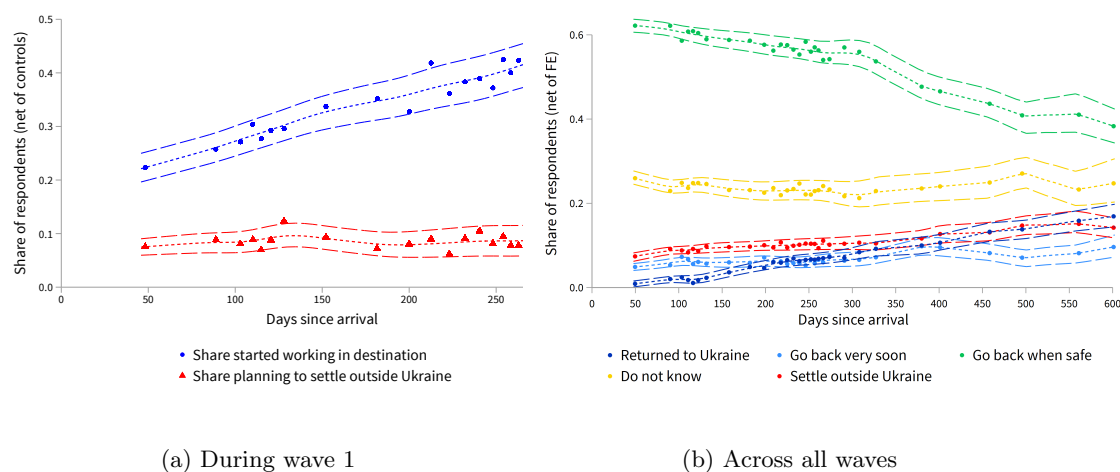 Share of respondents (net of controls)
0.5
0.4
0.3
0.2
0.1
0.0
0
50
100
150
200
250
Days since arrival
Share started working in destination
Share planning to settle outside Ukraine
(a) During wave 1
Share of respondents (net of FE)
0.6
0.4
0.2
0.0
0
50
100
150
200
250
300
350
400
450
500
550
600
Days since arrival
Returned to Ukraine
Go back very soon
Go back when safe
Do not know
Settle outside Ukraine
(b) Across all waves